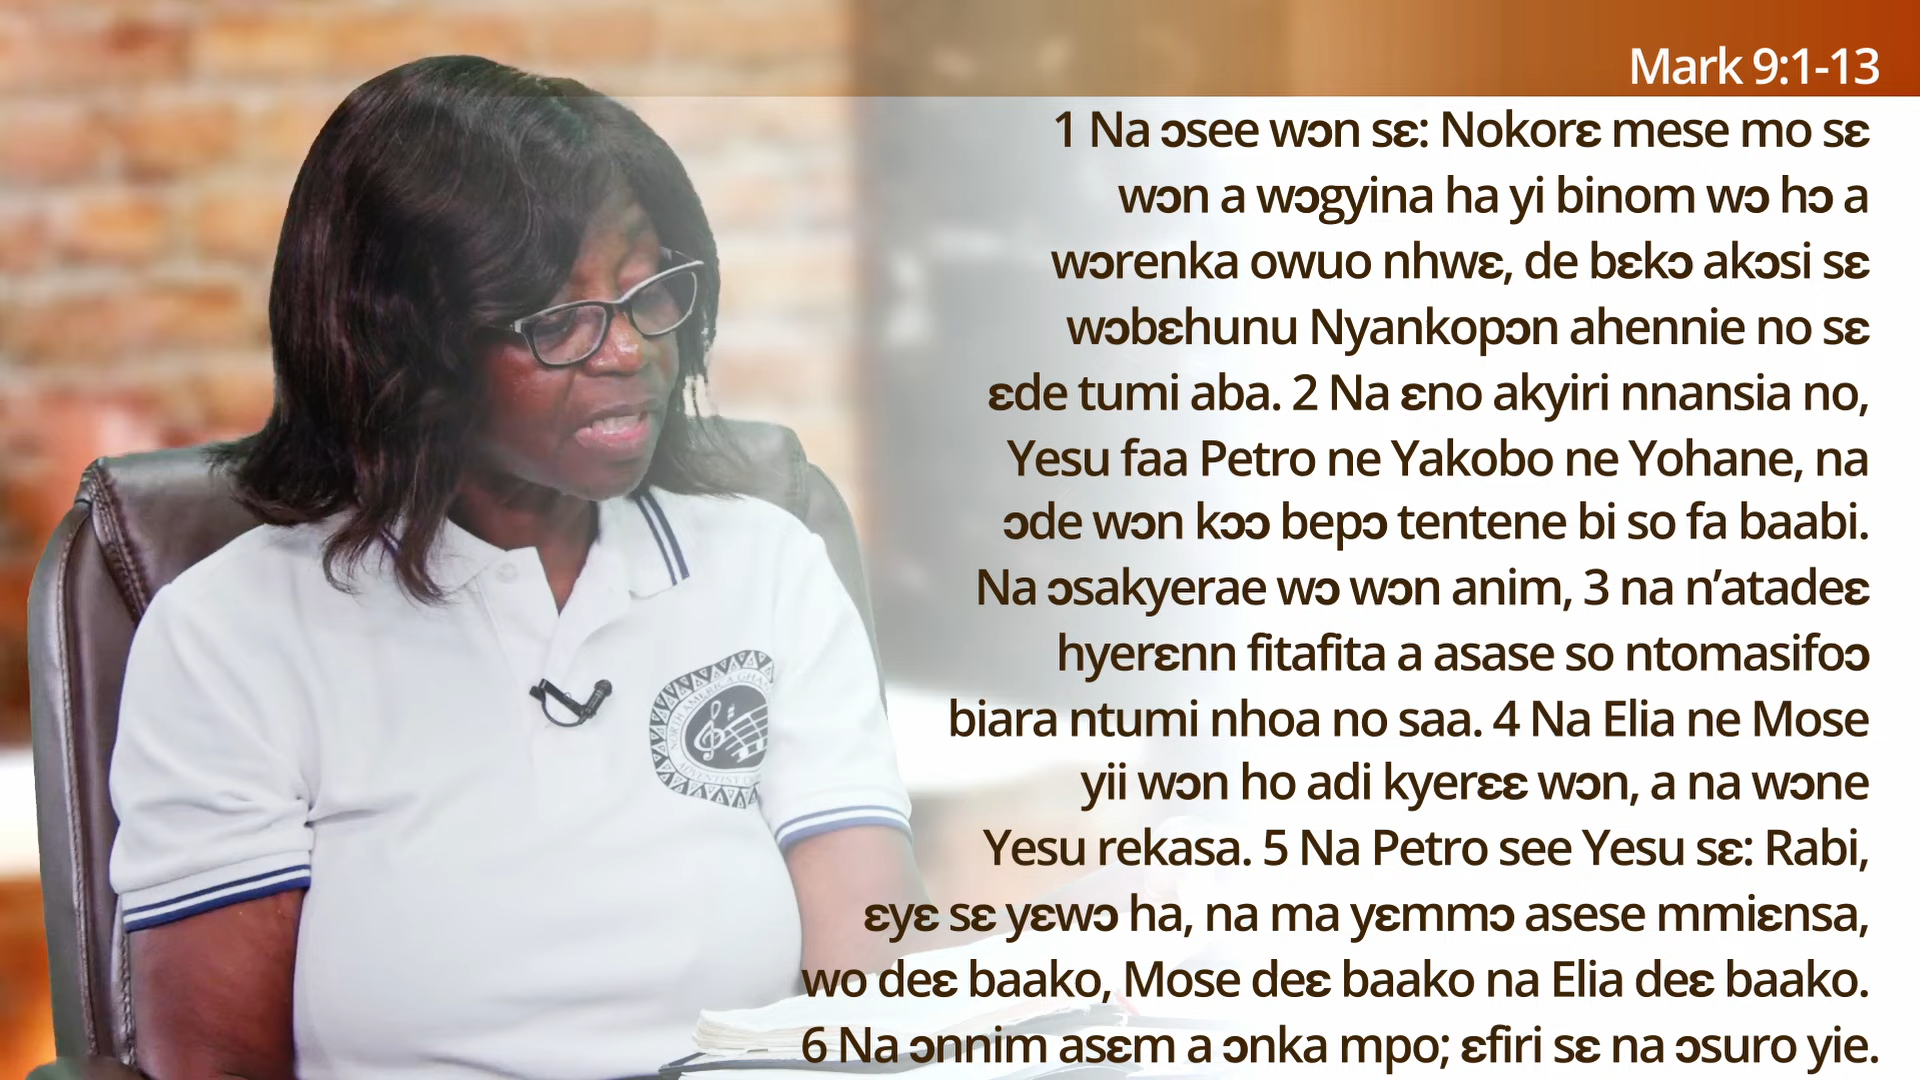 Mark 9:1-13
1 Na ɔsee wɔn sɛ: Nokorɛ mese mo sɛ
wɔn a wɔgyina ha yi binom wɔ hɔ a
wɔrenka owuo nhwɛ, de bɛkɔ akɔsi sɛ
wɔbɛhunu Nyankopɔn ahennie no sɛ
ɛde tumi aba. 2 Na ɛno akyiri nnansia no,
Yesu faa Petro ne Yakobo ne Yohane, na
ɔde wɔn kɔɔ bepɔ tentene bi so fa baabi.
Na ɔsakyerae wɔ wɔn anim, 3 na n’atadeɛ
hyerɛnn fitafita a asase so ntomasifoɔ
biara ntumi nhoa no saa. 4 Na Elia ne Mose
yii wɔn ho adi kyerɛɛ wɔn, a na wɔne
Yesu rekasa. 5 Na Petro see Yesu sɛ: Rabi,
ɛyɛ sɛ yɛwɔ ha, na ma yɛmmɔ asese mmiɛnsa,
wo deɛ baako, Mose deɛ baako na Elia deɛ baako.
6 Na ɔnnim asɛm a ɔnka mpo; ɛfiri sɛ na ɔsuro yie.
NORTH AMERICA GHANA
ADVENTIST